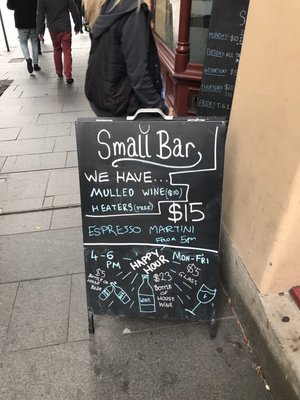 Small Bar
WE HAVE...
MULLED WINE ($10)
HEATERS (FREE)
$15
ESPRESSO MARTINI
FROM 5pm
4-6
PM
HAPPY
HOUR
MON-FRI
$5
HOUSE
BEER
$23
BOTTLE
OF HOUSE
WINE
$5
GLASS
WINE
MONDAY
TUESDAY
WEDNESDAY
THURSDAY
FRIDAY